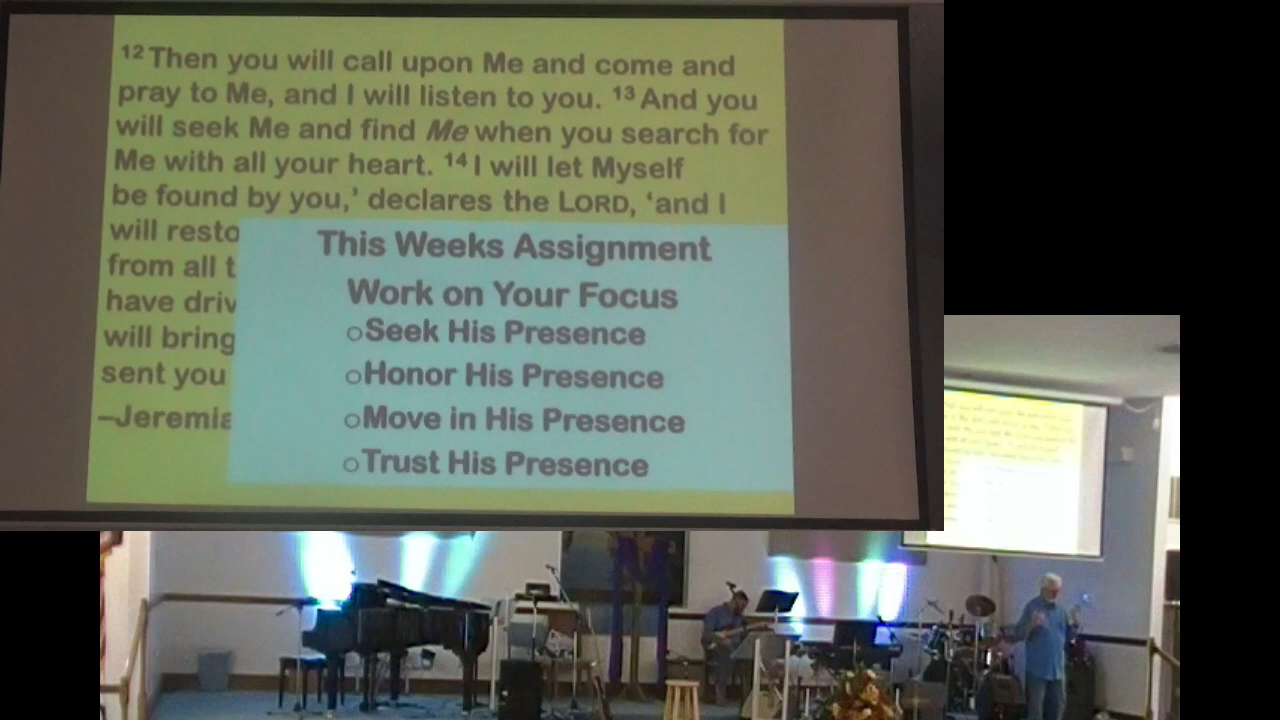 12 Then you will call upon Me and come and
pray to Me, and I will listen to you. 13 And you
will seek Me and find Me when you search for
Me with all your heart. 14 I will let Myself
be found by you,’ declares the LORD, ‘and I
will resto
from all t
have driv
will bring
sent you
–Jeremia
This Weeks Assignment
Work on Your Focus
○Seek His Presence
○Honor His Presence
○Move in His Presence
○Trust His Presence